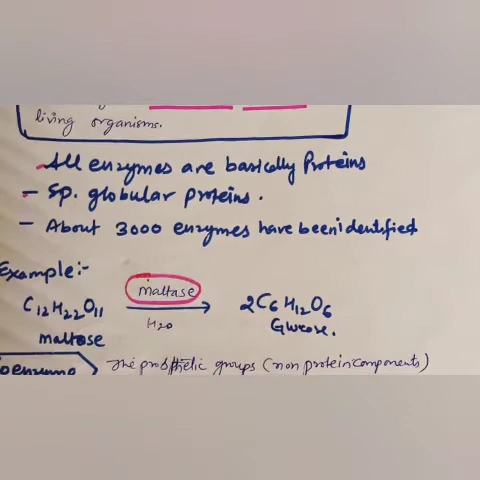 living organisms.
- All enzymes are basically Proteins
- Sp. globular proteins.
- About 3000 enzymes have been identified
Example:-
C12H22O11 maltase 2C6H12O6
H2O
maltose Glucose.
The prosthetic groups (non protein components)